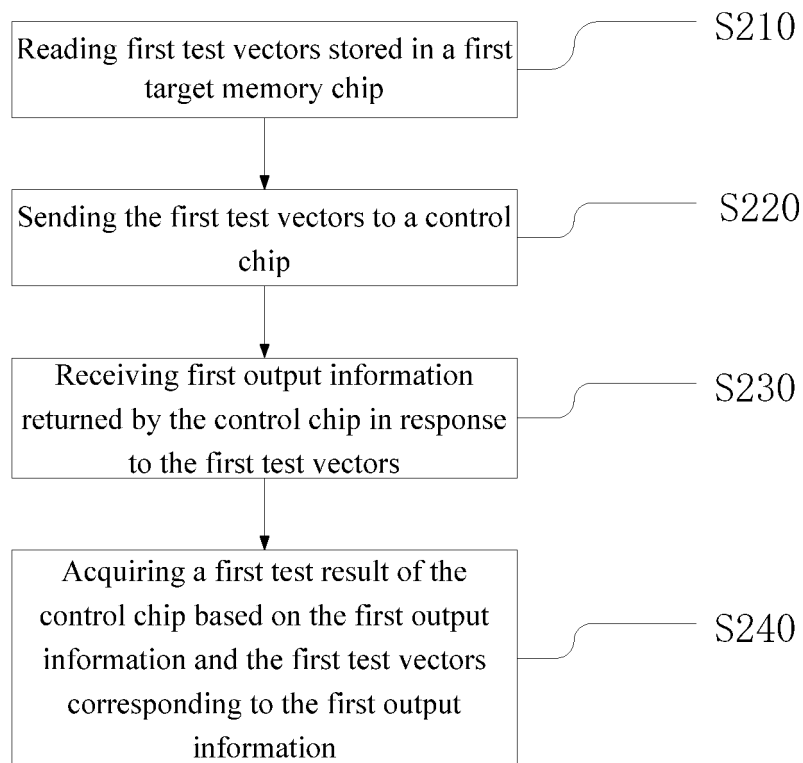 Reading first test vectors stored in a first
target memory chip
S210
Sending the first test vectors to a control
chip
S220
Receiving first output information
returned by the control chip in response
to the first test vectors
S230
Acquiring a first test result of the
control chip based on the first output
information and the first test vectors
corresponding to the first output
information
S240